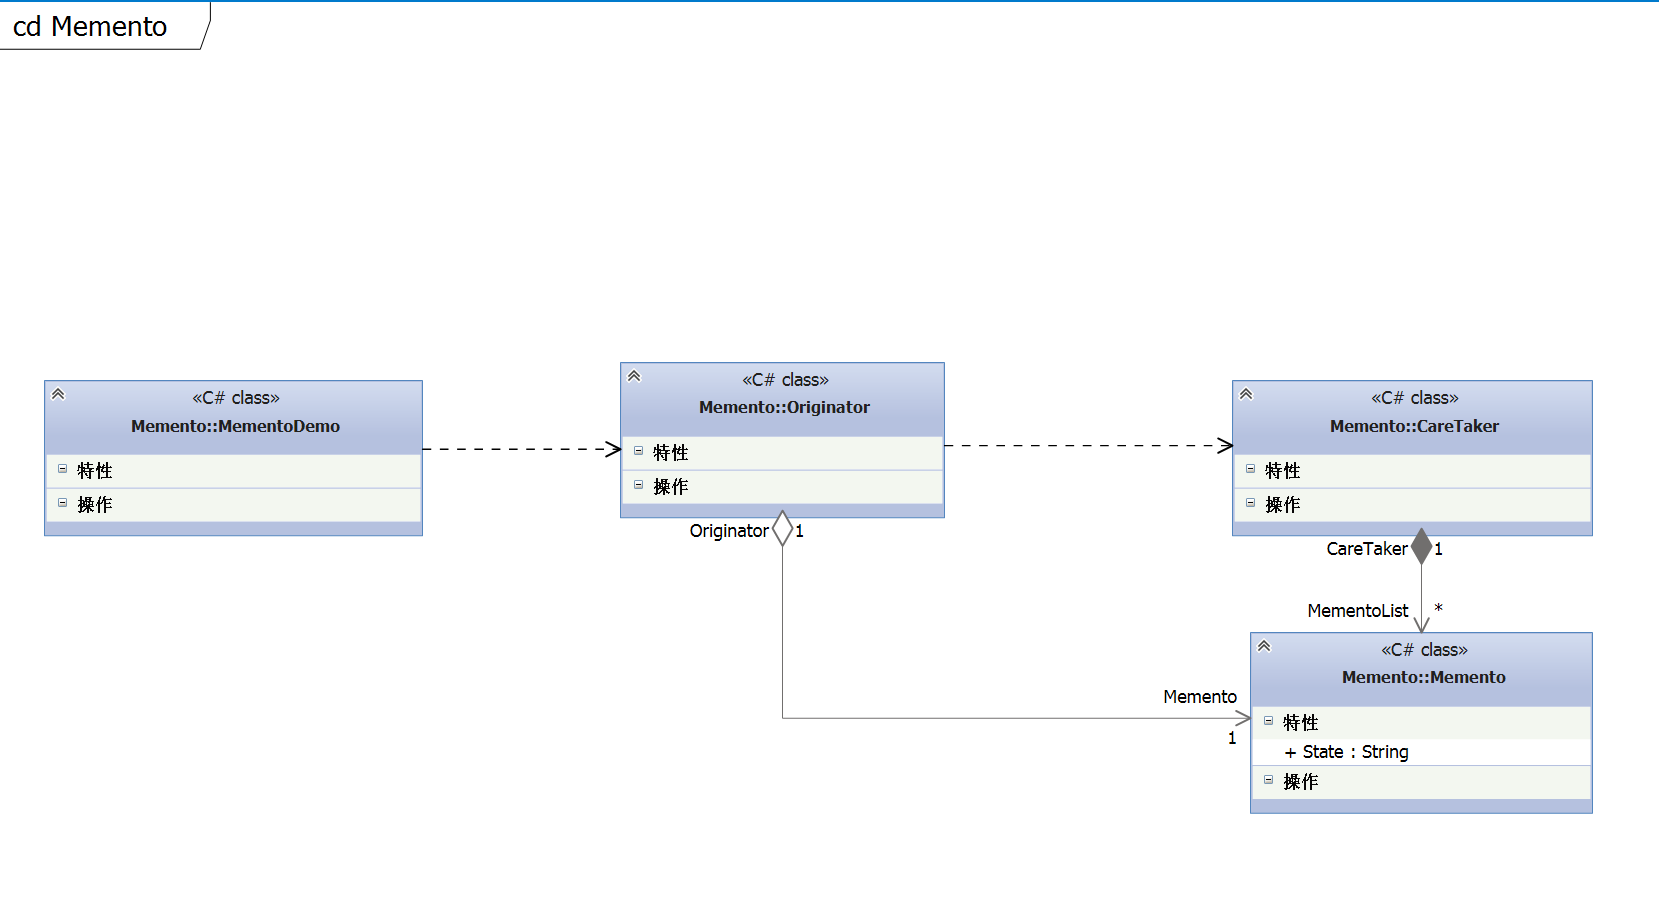 cd Memento
«C# class»
Memento::MementoDemo
特性
操作
«C# class»
Memento::Originator
特性
操作
Originator
1
«C# class»
Memento::CareTaker
特性
操作
CareTaker
1
MementoList
*
Memento
1
«C# class»
Memento::Memento
特性
+ State : String
操作